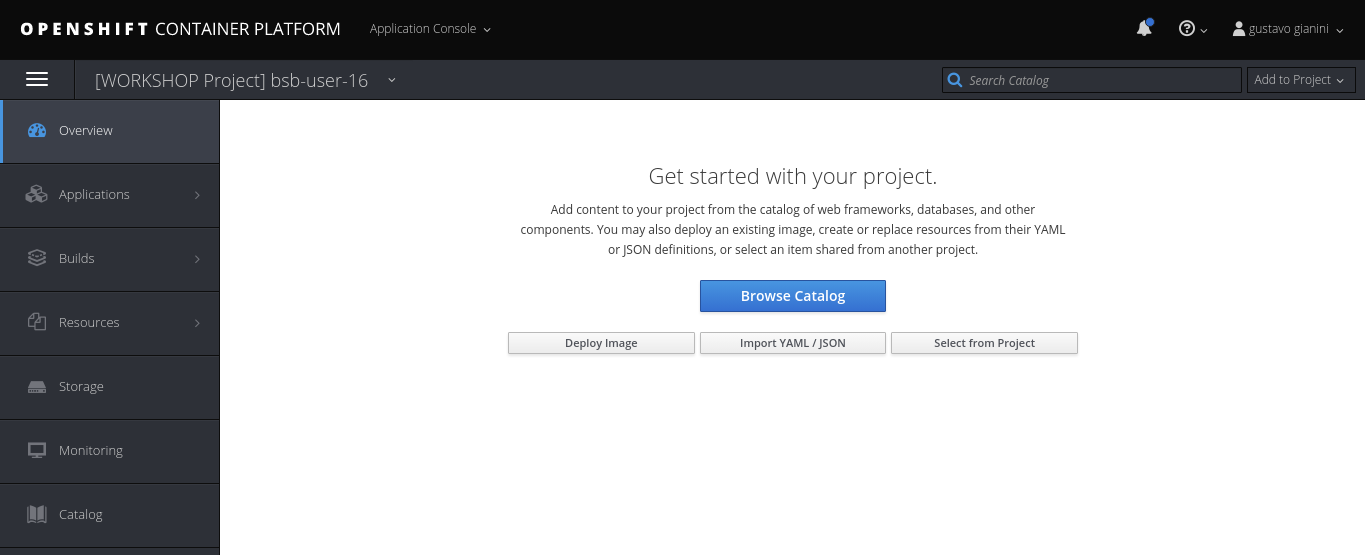 OPENSHIFT CONTAINER PLATFORM Application Console gustavo gianini
[WORKSHOP Project] bsb-user-16 Search Catalog Add to Project
Overview
Applications
Builds
Resources
Storage
Monitoring
Catalog
Get started with your project.
Add content to your project from the catalog of web frameworks, databases, and other
components. You may also deploy an existing image, create or replace resources from their YAML
or JSON definitions, or select an item shared from another project.
Browse Catalog
Deploy Image Import YAML / JSON Select from Project